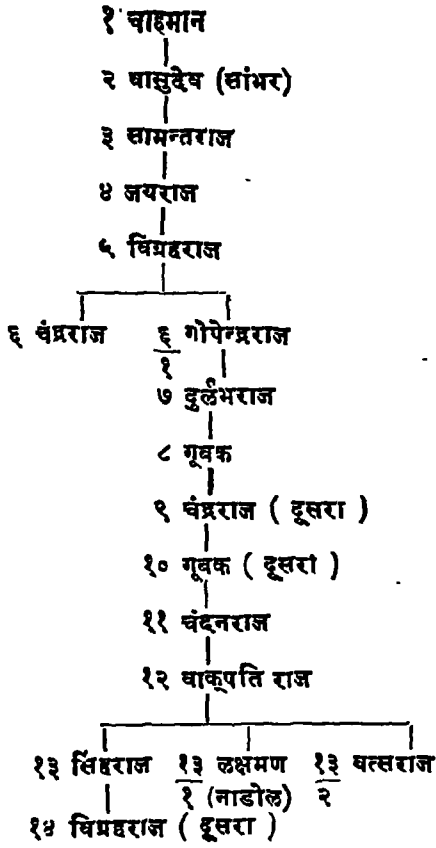 १ चाहमान
२ वासुदेव (सांभर)
३ सामन्तराज
४ जयराज
५ विग्रहराज
६ चंद्रराज ६/१ गोपेन्द्रराज
७ दुर्लभराज
८ गूवक
९ चंद्रराज ( दूसरा )
१० गूवक ( दूसरा )
११ चंदनराज
१२ वाक्पति राज
१३ सिंहराज १३/१ लक्षमण (नाडोल) १३/२ वत्सराज
१४ विग्रहराज ( दूसरा )